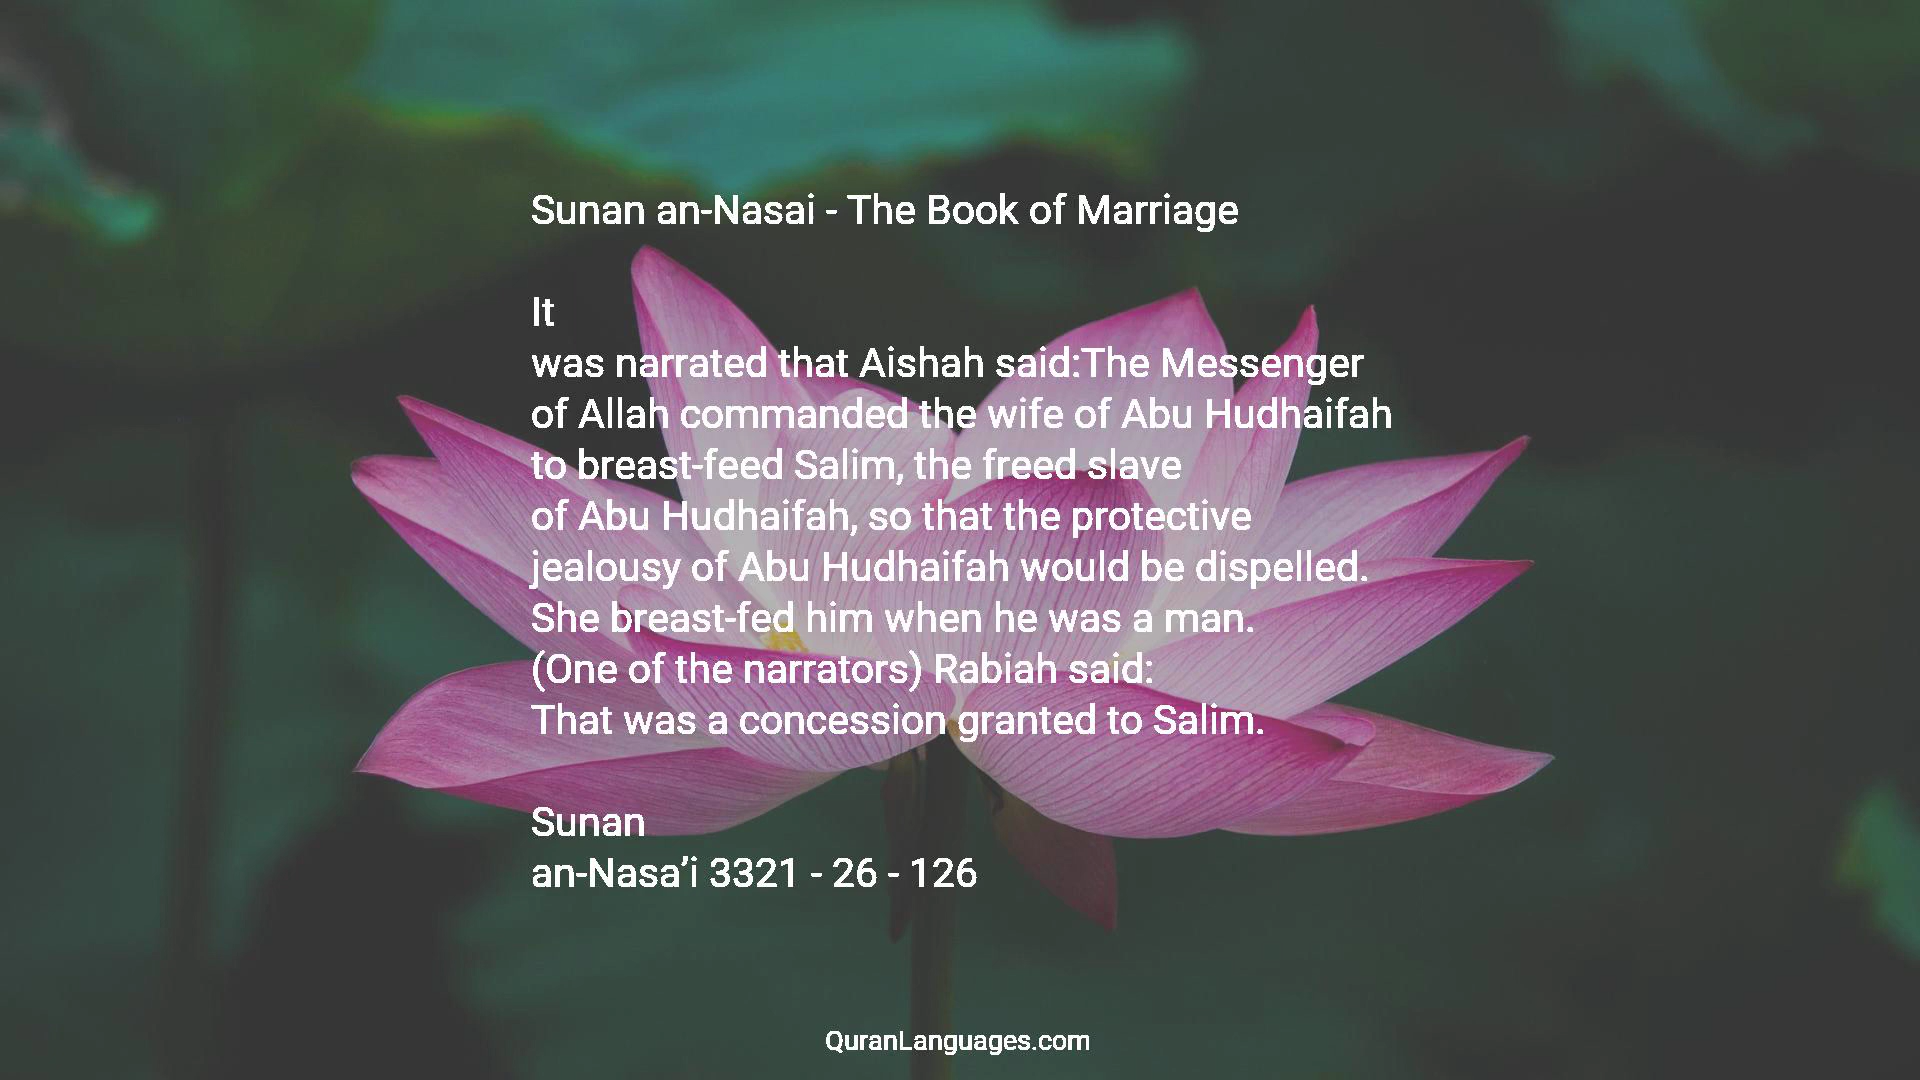 Sunan an-Nasai - The Book of Marriage
It
was narrated that Aishah said:The Messenger
of Allah commanded the wife of Abu Hudhaifah
to breast-feed Salim, the freed slave
of Abu Hudhaifah, so that the protective
jealousy of Abu Hudhaifah would be dispelled.
She breast-fed him when he was a man.
(One of the narrators) Rabiah said:
That was a concession granted to Salim.
Sunan
an-Nasa’i 3321 - 26 - 126
QuranLanguages.com